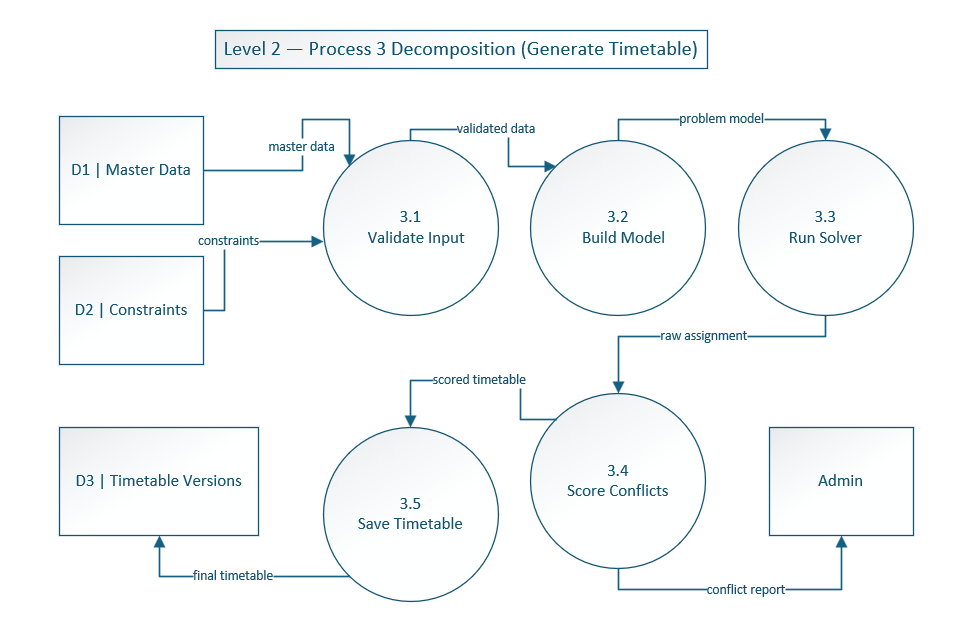 Level 2 — Process 3 Decomposition (Generate Timetable)
problem model
validated data
master data
D1 | Master Data
3.1
Validate Input
3.2
Build Model
3.3
Run Solver
constraints
D2 | Constraints
raw assignment
scored timetable
D3 | Timetable Versions
3.5
Save Timetable
3.4
Score Conflicts
Admin
final timetable
conflict report